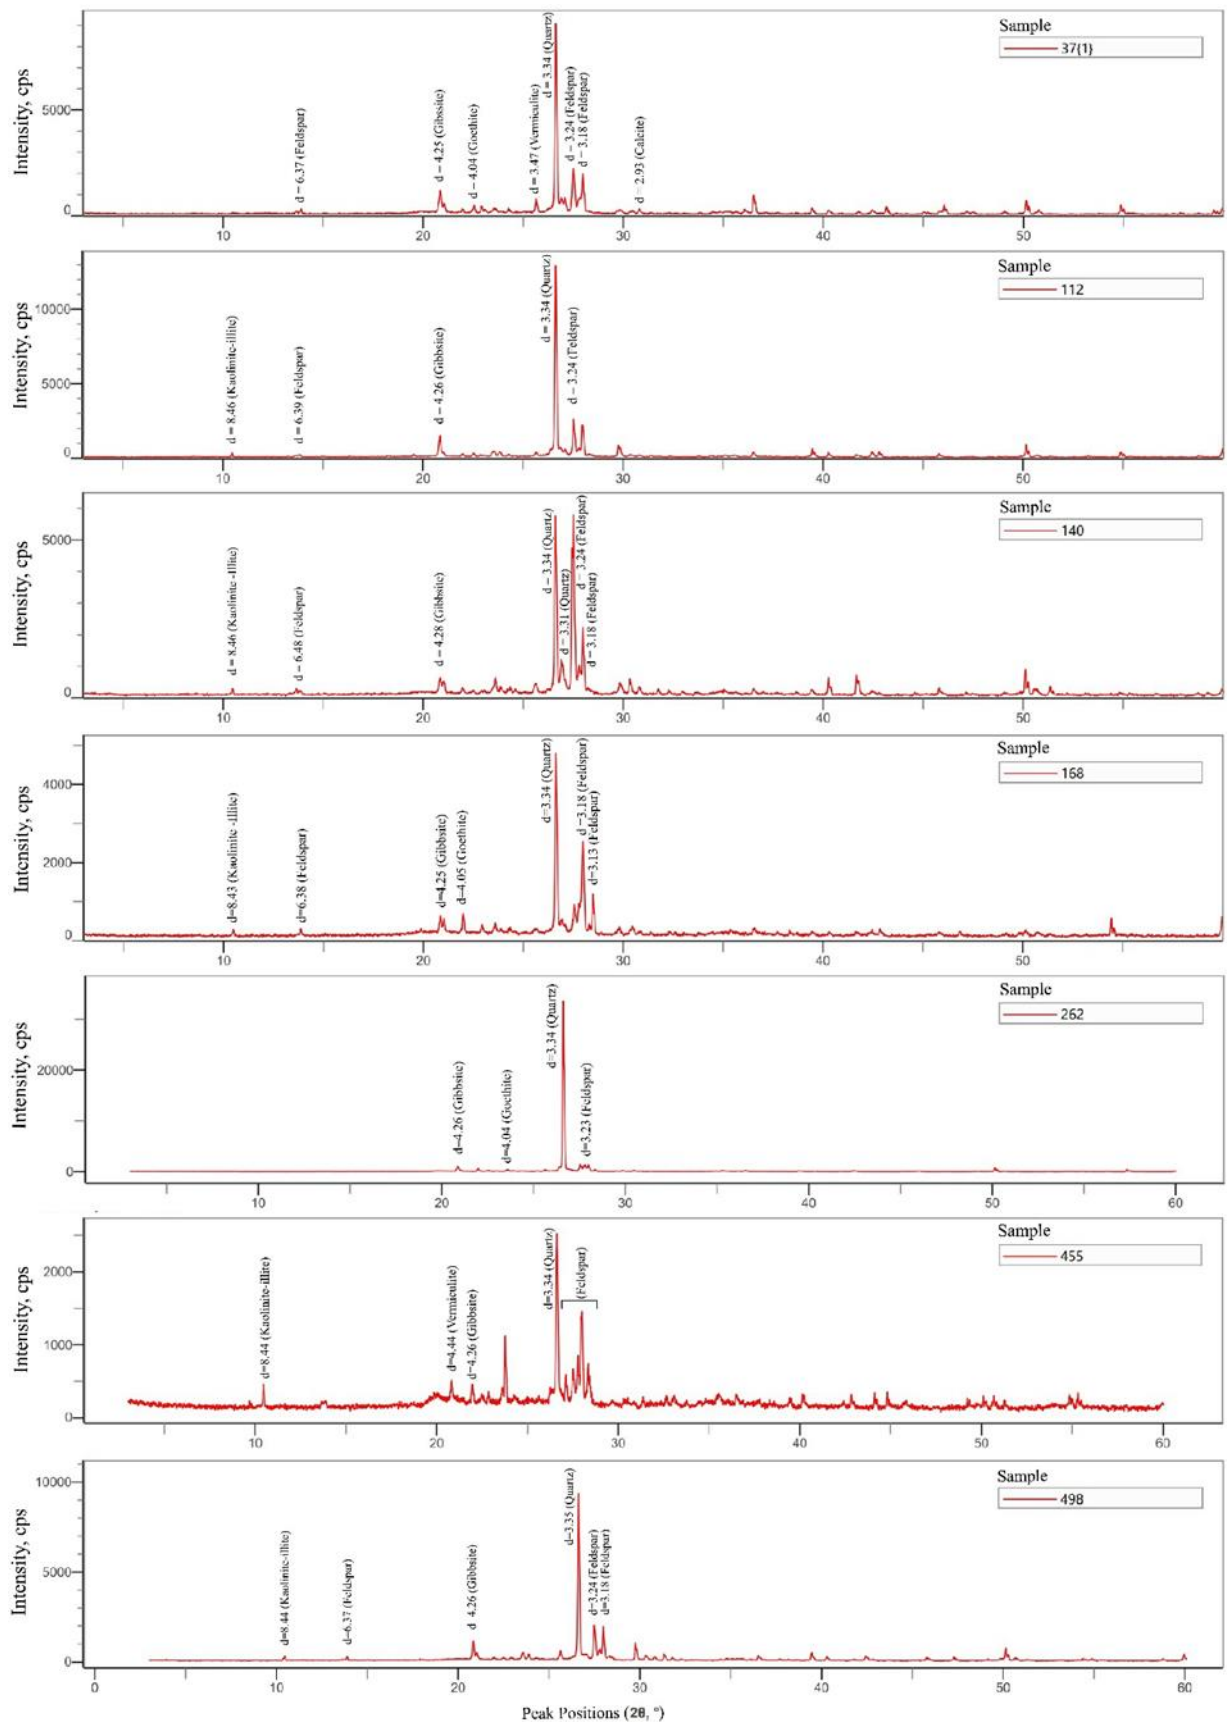 Intensity, cps
Sample
37{1}
5000
0
d – 6.37 (Feldspar)
d – 4.25 (Gibssite)
d – 4.04 (Goethite)
d = 3.47 (Vermiculite)
d = 3.34 (Quartz)
d – 3.24 (Feldspar)
d – 3.18 (Feldspar)
d – 2.93 (Calcite)
10 20 30 40 50
Intensity, cps
Sample
112
10000
5000
0
d = 8.46 (Kaolinite-illite)
d = 6.39 (Feldspar)
d – 4.26 (Gibbsite)
d = 3.34 (Quartz)
d – 3.24 (Feldspar)
10 20 30 40 50
Intensity, cps
Sample
140
5000
0
d = 8.46 (Kaolinite -Illite)
d – 6.48 (Feldspar)
d – 4.28 (Gibbsite)
d – 3.34 (Quartz)
d – 3.31 (Quartz)
d – 3.24 (Feldspar)
d – 3.18 (Feldspar)
10 20 30 40 50
Intensity, cps
Sample
168
4000
2000
0
d=8.43 (Kaolinite -Illite)
d=6.38 (Feldspar)
d=4.25 (Gibbsite)
d=4.05 (Goethite)
d=3.34 (Quartz)
d –3.18 (Feldspar)
d=3.13 (Feldspar)
10 20 30 40 50
Intensity, cps
Sample
262
20000
0
d=4.26 (Gibbsite)
d=4.04 (Goethite)
d=3.34 (Quartz)
d=3.23 (Feldspar)
10 20 30 40 50 60
Intensity, cps
Sample
455
2000
1000
0
d=8.44 (Kaolinite-illite)
d=4.44 (Vermiculite)
d=4.26 (Gibbsite)
d=3.34 (Quartz)
(Feldspar)
10 20 30 40 50 60
Intensity, cps
Sample
498
10000
5000
0
d=8.44 (Kaolinite-illite)
d=6.37 (Feldspar)
d 4.26 (Gibbsite)
d=3.35 (Quartz)
d=3.24 (Feldspar)
d=3.18 (Feldspar)
0 10 20 30 40 50 60
Peak Positions (2θ, °)